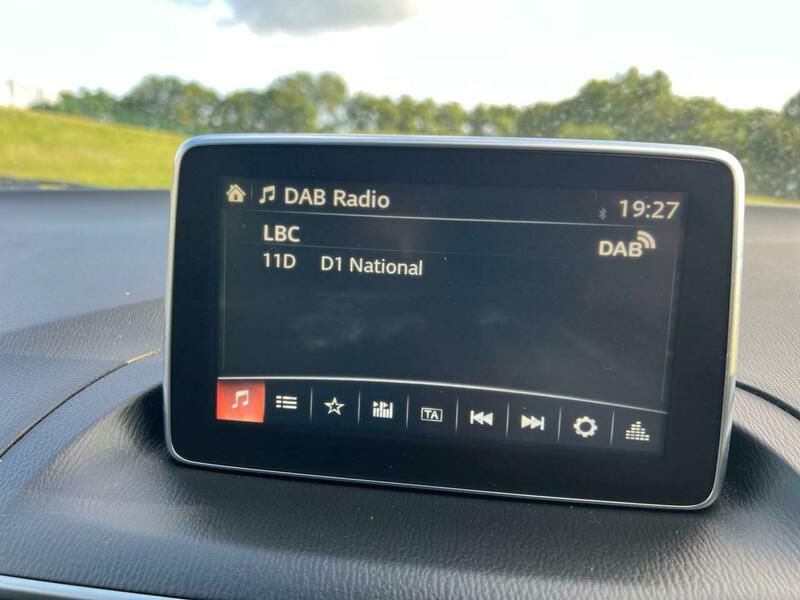 DAB Radio 19:27
LBC DAB
11D D1 National
TA